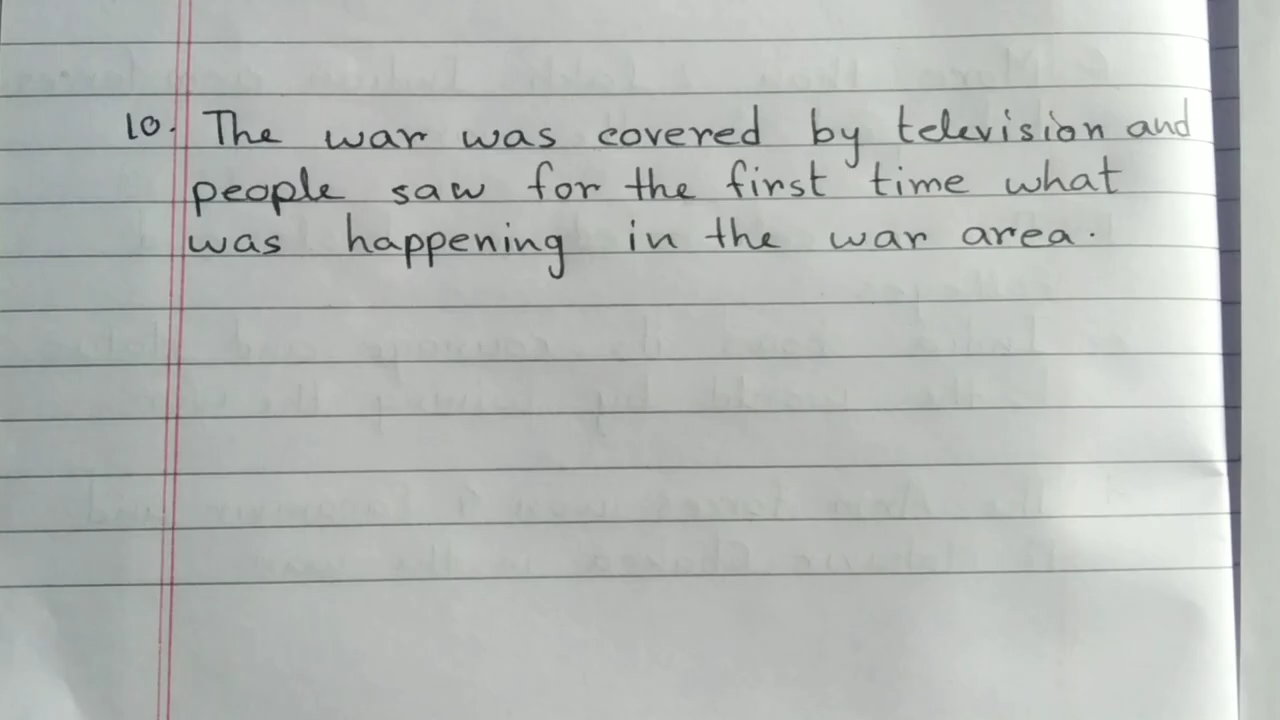 10. The war was covered by television and
people saw for the first time what
was happening in the war area.